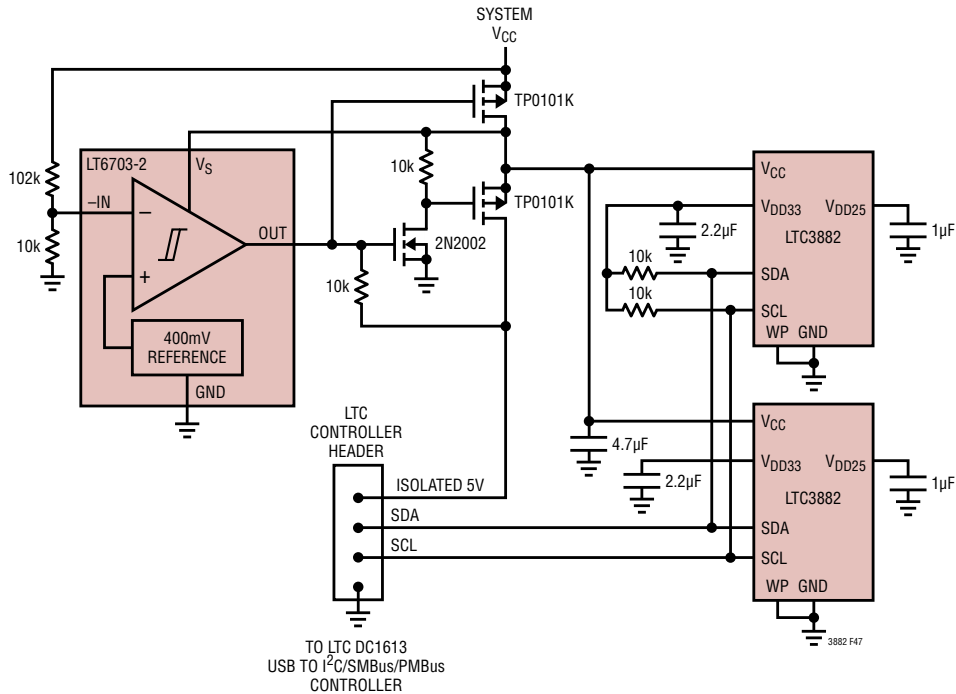 SYSTEM
VCC
TP0101K
LT6703-2
VS
102k
–IN
–
10k
+
OUT
400mV
REFERENCE
GND
10k
2N2002
10k
TP0101K
VCC
VDD33
VDD25
LTC3882
2.2µF
1µF
10k
SDA
10k
SCL
WP GND
LTC
CONTROLLER
HEADER
ISOLATED 5V
SDA
SCL
TO LTC DC1613
USB TO I2C/SMBus/PMBus
CONTROLLER
4.7µF
2.2µF
VCC
VDD33
VDD25
LTC3882
1µF
SDA
SCL
WP GND
3882 F47